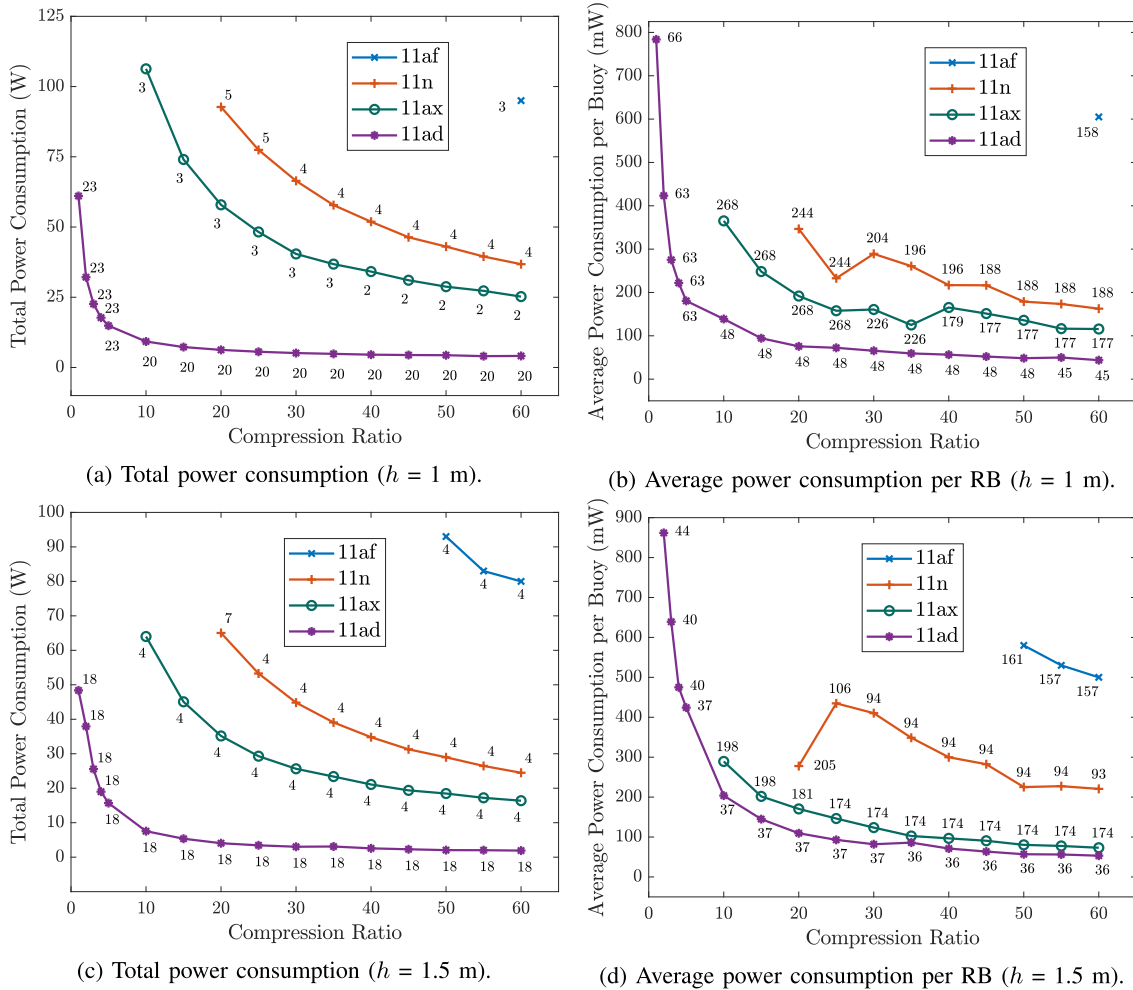 Total Power Consumption (W)
125
100
75
50
25
0
11af
11n
11ax
11ad
3
5 5 4 4 4 4 4 4 4
3 3 3 3 3 3 2 2 2 2 2
23 23 23 23 23 20 20 20 20 20 20 20 20 20 20 20
0 10 20 30 40 50 60
Compression Ratio
(a) Total power consumption (h = 1 m).
Average Power Consumption per Buoy (mW)
800
700
600
500
400
300
200
100
0
11af
11n
11ax
11ad
158
244 244 204 196 196 188 188 188 188
268 268 268 268 226 226 179 177 177 177 177
66 63 63 63 63 48 48 48 48 48 48 48 48 48 45 45
0 10 20 30 40 50 60
Compression Ratio
(b) Average power consumption per RB (h = 1 m).
Total Power Consumption (W)
100
90
80
70
60
50
40
30
20
10
0
11af
11n
11ax
11ad
4 4 4
7 4 4 4 4 4 4 4 4
4 4 4 4 4 4 4 4 4 4 4
18 18 18 18 18 18 18 18 18 18 18 18 18 18 18 18
0 10 20 30 40 50 60
Compression Ratio
(c) Total power consumption (h = 1.5 m).
Average Power Consumption per Buoy (mW)
900
800
700
600
500
400
300
200
100
0
11af
11n
11ax
11ad
161 157 157
205 106 94 94 94 94 94 94 93
198 198 181 174 174 174 174 174 174 174 174
44 40 40 37 37 37 37 37 37 36 36 36 36 36 36
0 10 20 30 40 50 60
Compression Ratio
(d) Average power consumption per RB (h = 1.5 m).